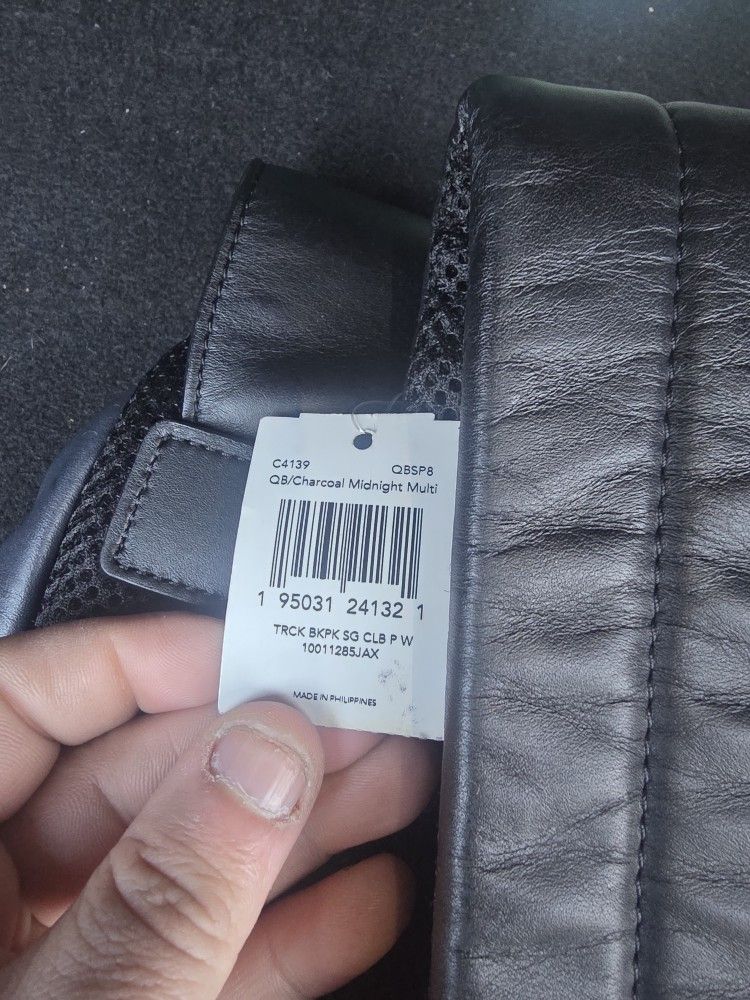 C4139 QBSP8
QB/Charcoal Midnight Multi
1 95031 24132 1
TRCK BKPK SG CLB P W
10011285JAX
MADE IN PHILIPPINES